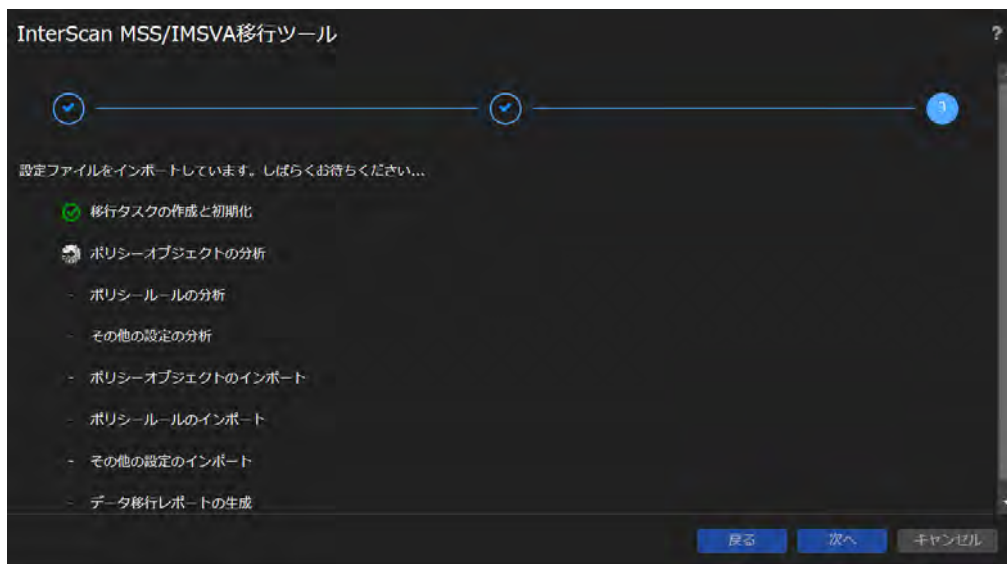 InterScan MSS/IMSVA移行ツール
?
3
設定ファイルをインポートしています。しばらくお待ちください...
移行タスクの作成と初期化
ポリシーオブジェクトの分析
- ポリシールールの分析
- その他の設定の分析
- ポリシーオブジェクトのインポート
- ポリシールールのインポート
- その他の設定のインポート
- データ移行レポートの生成
戻る 次へ キャンセル